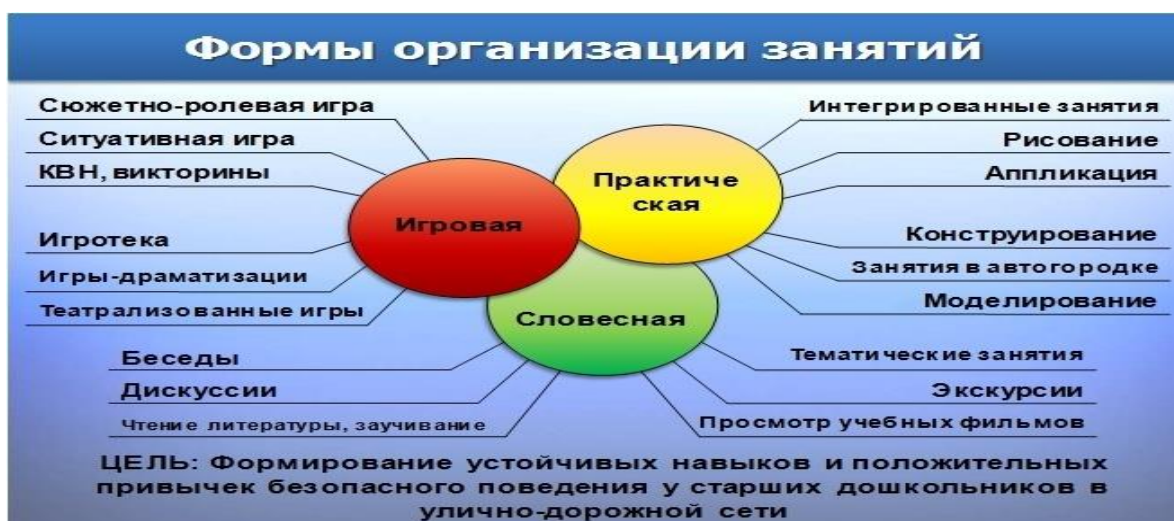 Формы организации занятий
Сюжетно-ролевая игра
Ситуативная игра
КВН, викторины
Игротека
Игры-драматизации
Театрализованные игры
Игровая
Практиче
ская
Интегрированные занятия
Рисование
Аппликация
Конструирование
Занятия в автогородке
Моделирование
Словесная
Беседы
Дискуссии
Чтение литературы, заучивание
Тематические занятия
Экскурсии
Просмотр учебных фильмов
ЦЕЛЬ: Формирование устойчивых навыков и положительных
привычек безопасного поведения у старших дошкольников в
улично-дорожной сети